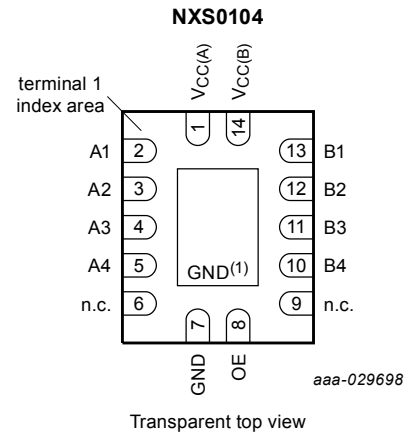 NXS0104
terminal 1
index area
VCC(A)
VCC(B)
1
14
A1 2
13 B1
A2 3
12 B2
A3 4
11 B3
A4 5
10 B4
GND(1)
n.c. 6
9 n.c.
7
8
GND
OE
aaa-029698
Transparent top view